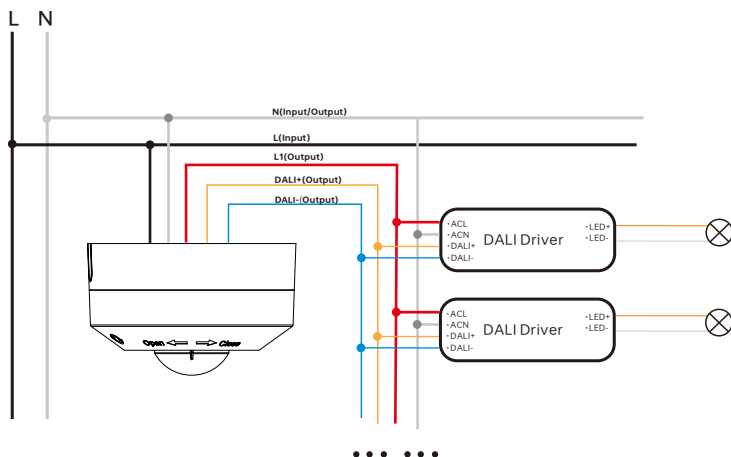 L N
N(Input/Output)
L(Input)
L1(Output)
DALI+(Output)
DALI-(Output)
·ACL
·ACN
·DALI+
·DALI-
DALI Driver
·LED+
·LED-
·ACL
·ACN
·DALI+
·DALI-
DALI Driver
·LED+
·LED-
Open Close